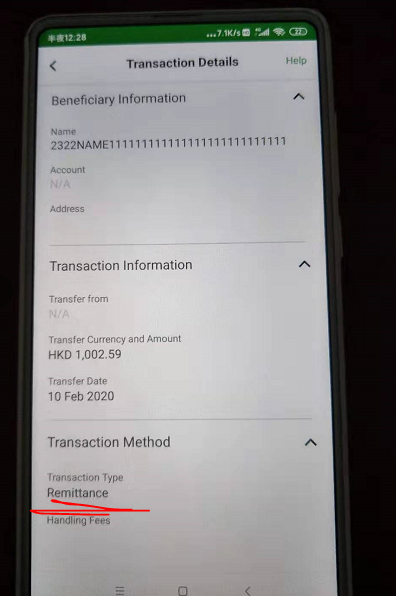 半夜12:28
...7.1K/s 4G 22
Transaction Details
Help
Beneficiary Information
Name
2322NAME111111111111111111111111111111
Account
N/A
Address
Transaction Information
Transfer from
N/A
Transfer Currency and Amount
HKD 1,002.59
Transfer Date
10 Feb 2020
Transaction Method
Transaction Type
Remittance
Handling Fees